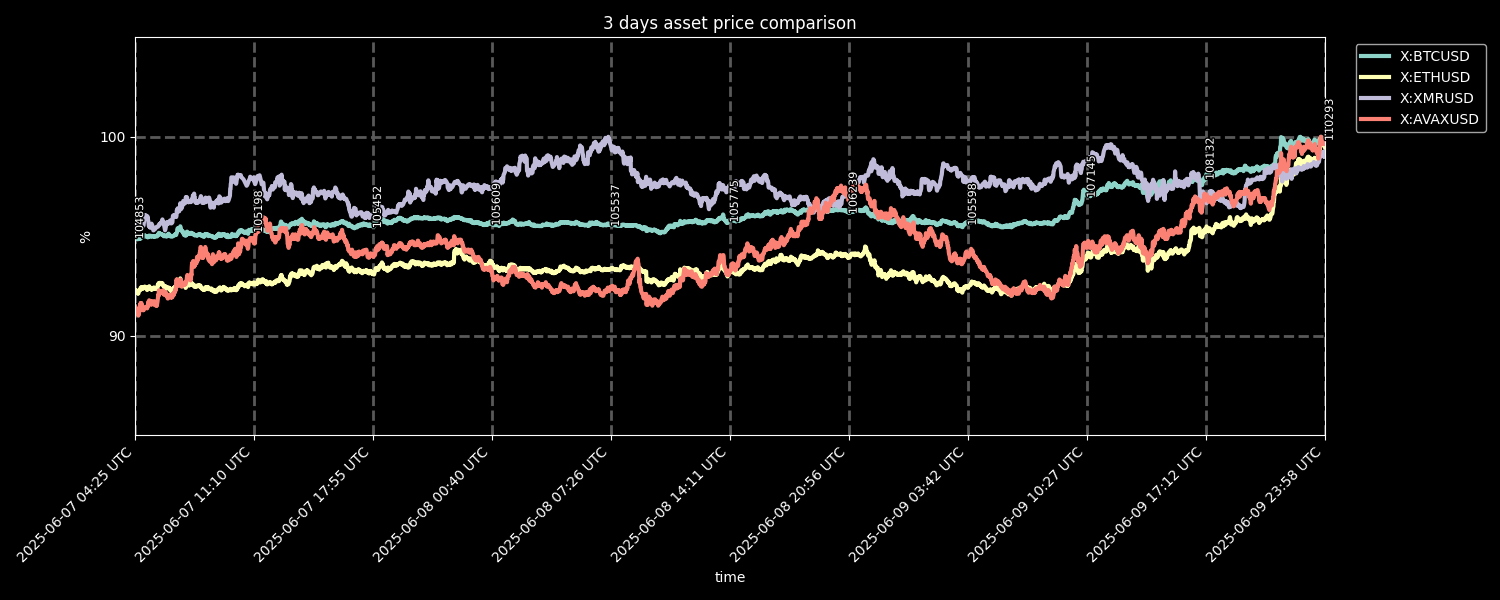 3 days asset price comparison
X:BTCUSD
X:ETHUSD
X:XMRUSD
X:AVAXUSD
100
90
%
104853
105198
105452
105609
105537
105775
106239
105598
107145
108132
110293
2025-06-07 04:25 UTC
2025-06-07 11:10 UTC
2025-06-07 17:55 UTC
2025-06-08 00:40 UTC
2025-06-08 07:26 UTC
2025-06-08 14:11 UTC
2025-06-08 20:56 UTC
2025-06-09 03:42 UTC
2025-06-09 10:27 UTC
2025-06-09 17:12 UTC
2025-06-09 23:58 UTC
time